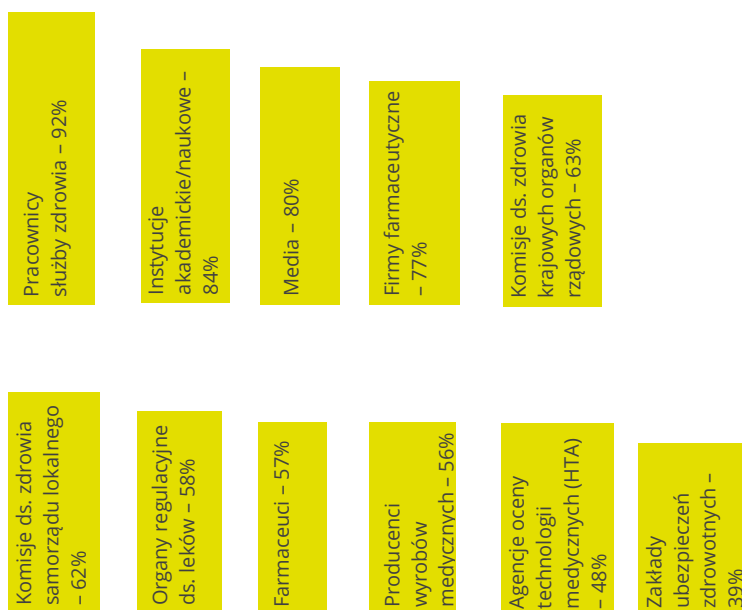 Pracownicy
służby zdrowia – 92%
Instytucje
akademickie/naukowe –
84%
Media – 80%
Firmy farmaceutyczne
– 77%
Komisje ds. zdrowia
krajowych organów
rządowych – 63%
Komisje ds. zdrowia
samorządu lokalnego
– 62%
Organy regulacyjne
ds. leków – 58%
Farmaceuci – 57%
Producenci
wyrobów
medycznych – 56%
Agencje oceny
technologii
medycznych (HTA)
– 48%
Zakłady
ubezpieczeń
zdrowotnych –
39%